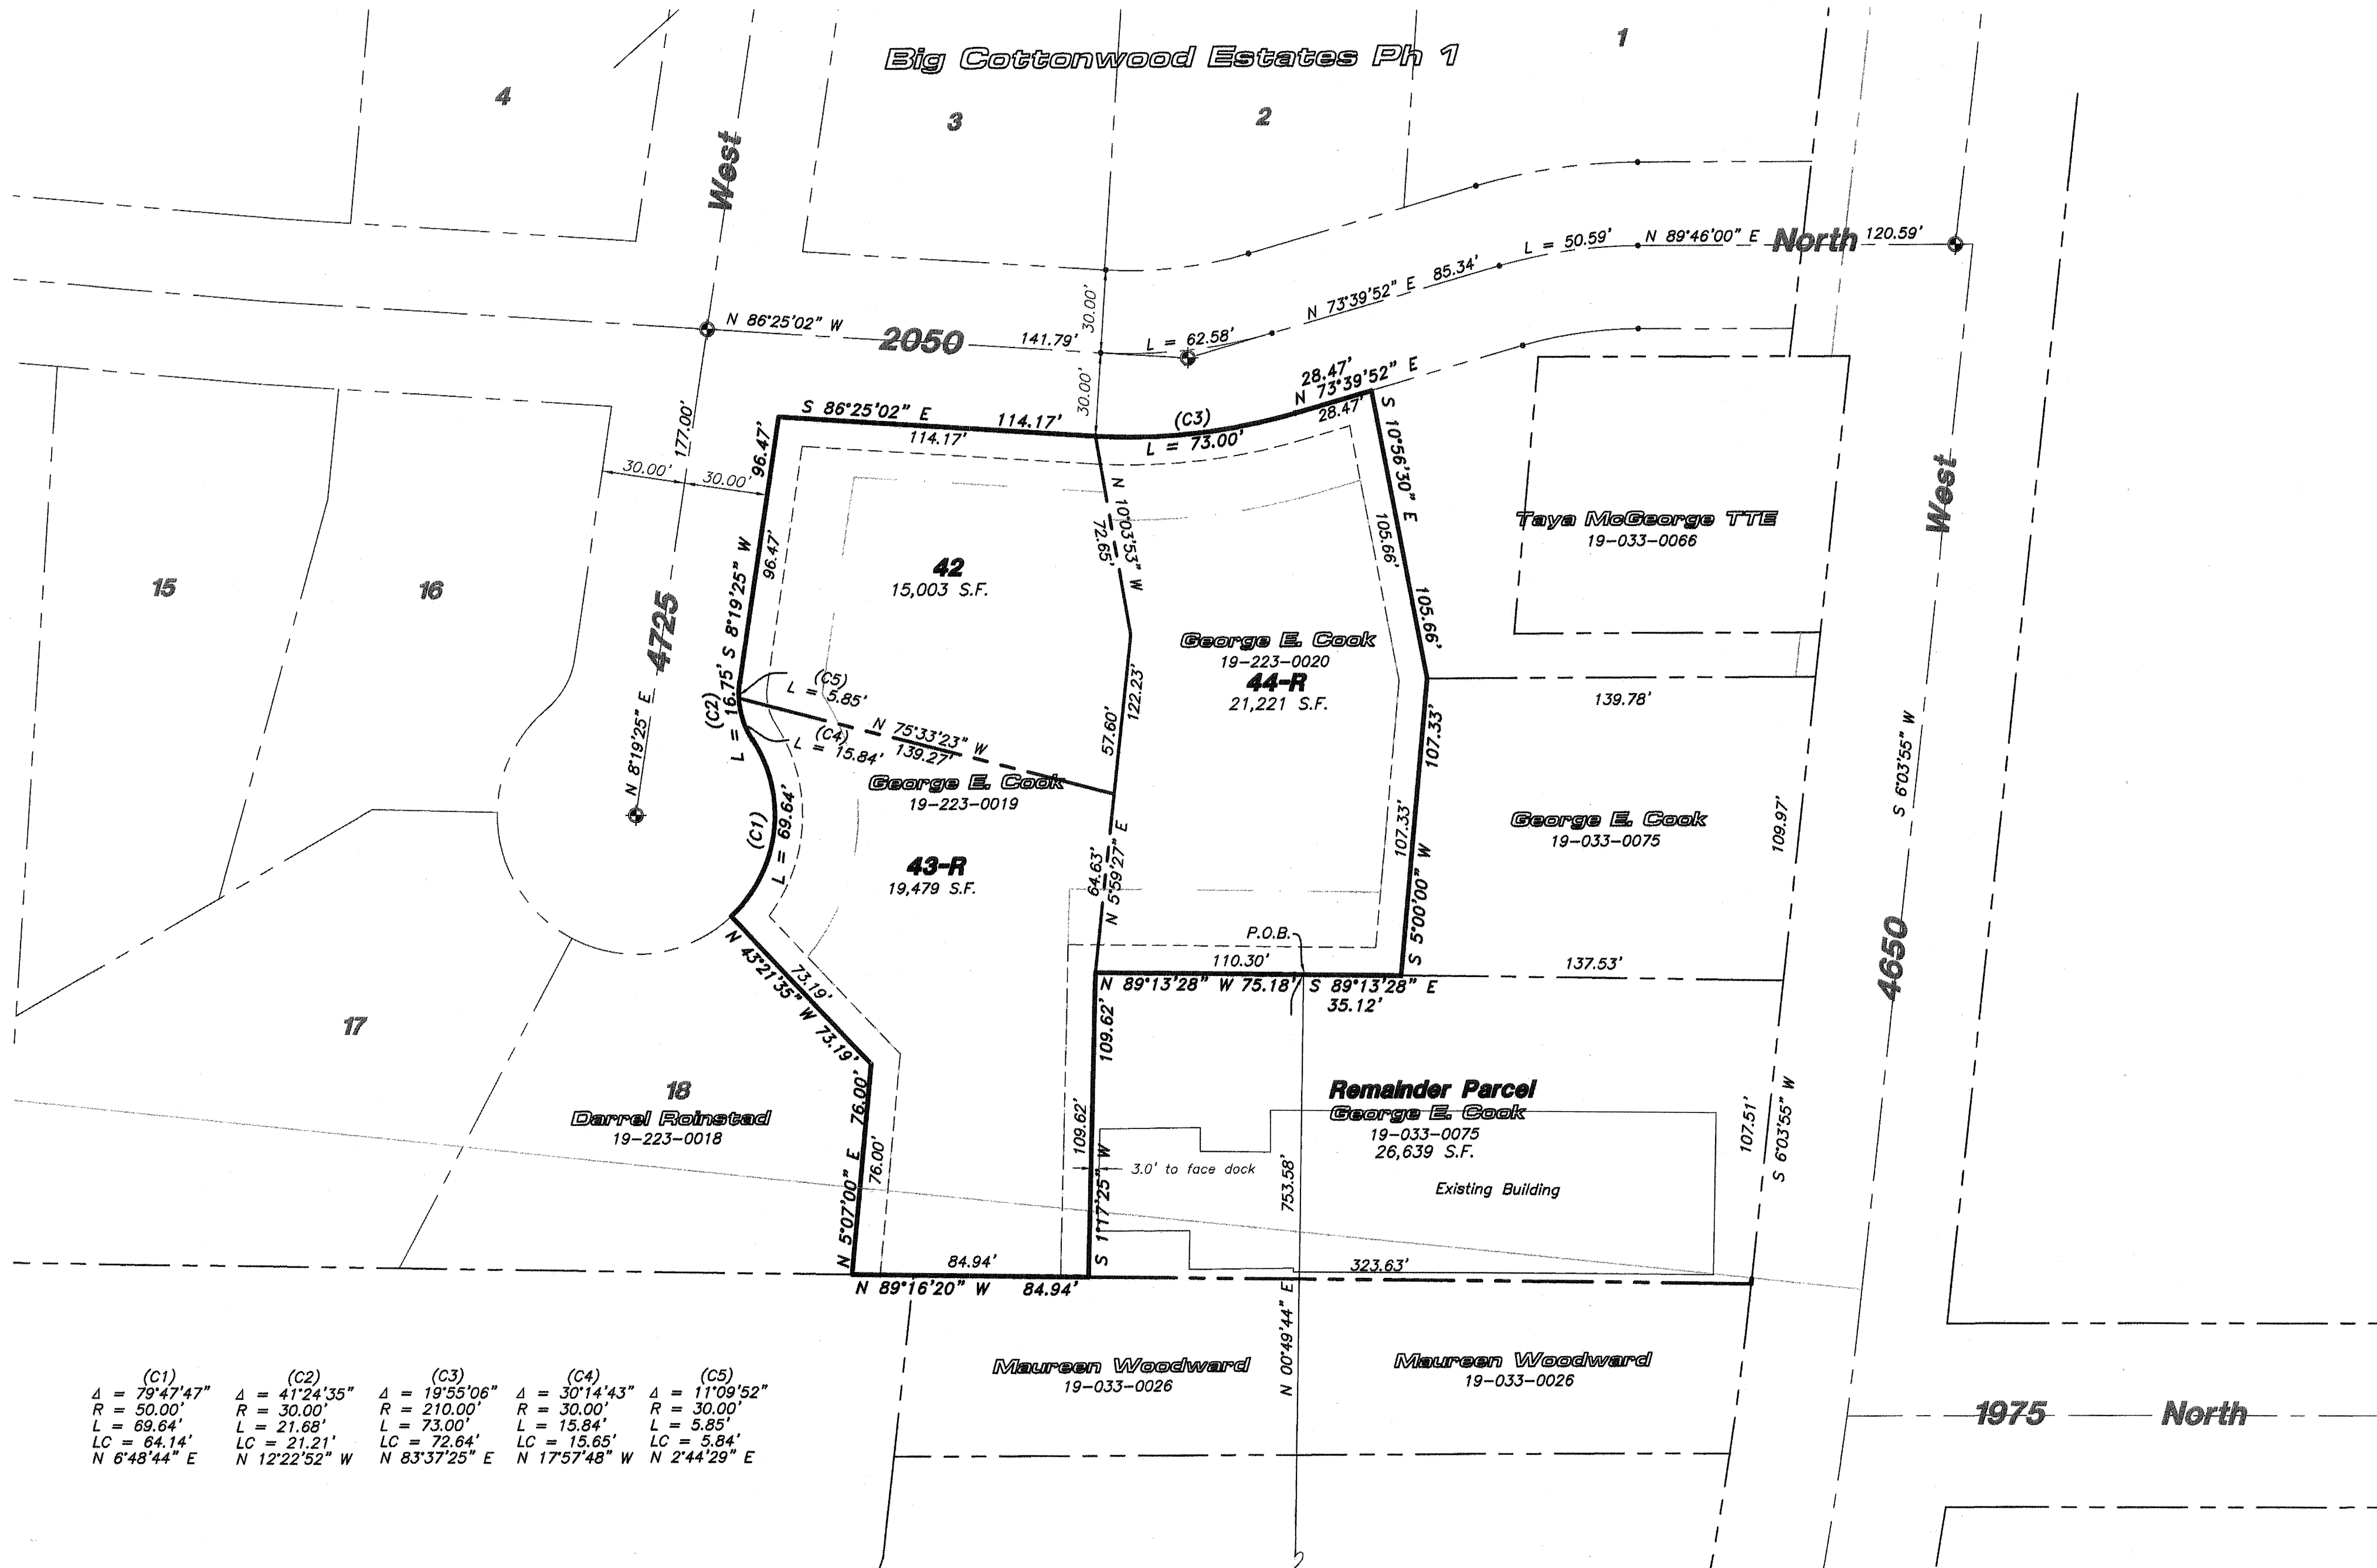 Big Cottonwood Estates Ph 1
1
4
3
2
West
L = 50.59' N 89°46'00" E North 120.59'
N 73°39'52" E 85.34'
N 86°25'02" W 2050 141.79'
30.00'
L = 62.58'
30.00'
28.47'
N 73°39'52" E
28.47'
S 86°25'02" E 114.17'
114.17'
(C3)
L = 73.00'
177.00'
30.00'
30.00'
96.47'
96.47'
S 8°19'25" W
N 10°03'53" W
72.65'
S 10°56'30" E
105.66'
105.66'
Taya McGeorge TTE
19-033-0066
West
15
16
4725
N 8°19'25" E
42
15,003 S.F.
George E. Cook
19-223-0020
44-R
21,221 S.F.
(C5)
L = 5.85'
(C2)
L = 16.75'
(C4)
L = 15.84'
N 75°33'23" W
139.27'
57.60'
122.23'
139.78'
107.33'
107.33'
S 5°00'00" W
S 6°03'55" W
George E. Cook
19-223-0019
(C1)
L = 69.64'
43-R
19,479 S.F.
64.63'
N 5°59'27" E
George E. Cook
19-033-0075
109.97'
4650
P.O.B.
110.30'
137.53'
N 89°13'28" W 75.18' S 89°13'28" E
35.12'
N 43°21'35" W 73.19'
73.19'
17
18
Darrel Roinstad
19-223-0018
N 5°07'00" E 76.00'
76.00'
109.62'
109.62'
S 1°17'25" W
3.0' to face dock
753.58'
Remainder Parcel
George E. Cook
19-033-0075
26,639 S.F.
Existing Building
107.51'
S 6°03'55" W
84.94'
N 89°16'20" W 84.94'
323.63'
N 00°49'44" E
Maureen Woodward
19-033-0026
Maureen Woodward
19-033-0026
1975 North
(C1)
Δ = 79°47'47"
R = 50.00'
L = 69.64'
LC = 64.14'
N 6°48'44" E
(C2)
Δ = 41°24'35"
R = 30.00'
L = 21.68'
LC = 21.21'
N 12°22'52" W
(C3)
Δ = 19°55'06"
R = 210.00'
L = 73.00'
LC = 72.64'
N 83°37'25" E
(C4)
Δ = 30°14'43"
R = 30.00'
L = 15.84'
LC = 15.65'
N 17°57'48" W
(C5)
Δ = 11°09'52"
R = 30.00'
L = 5.85'
LC = 5.84'
N 2°44'29" E